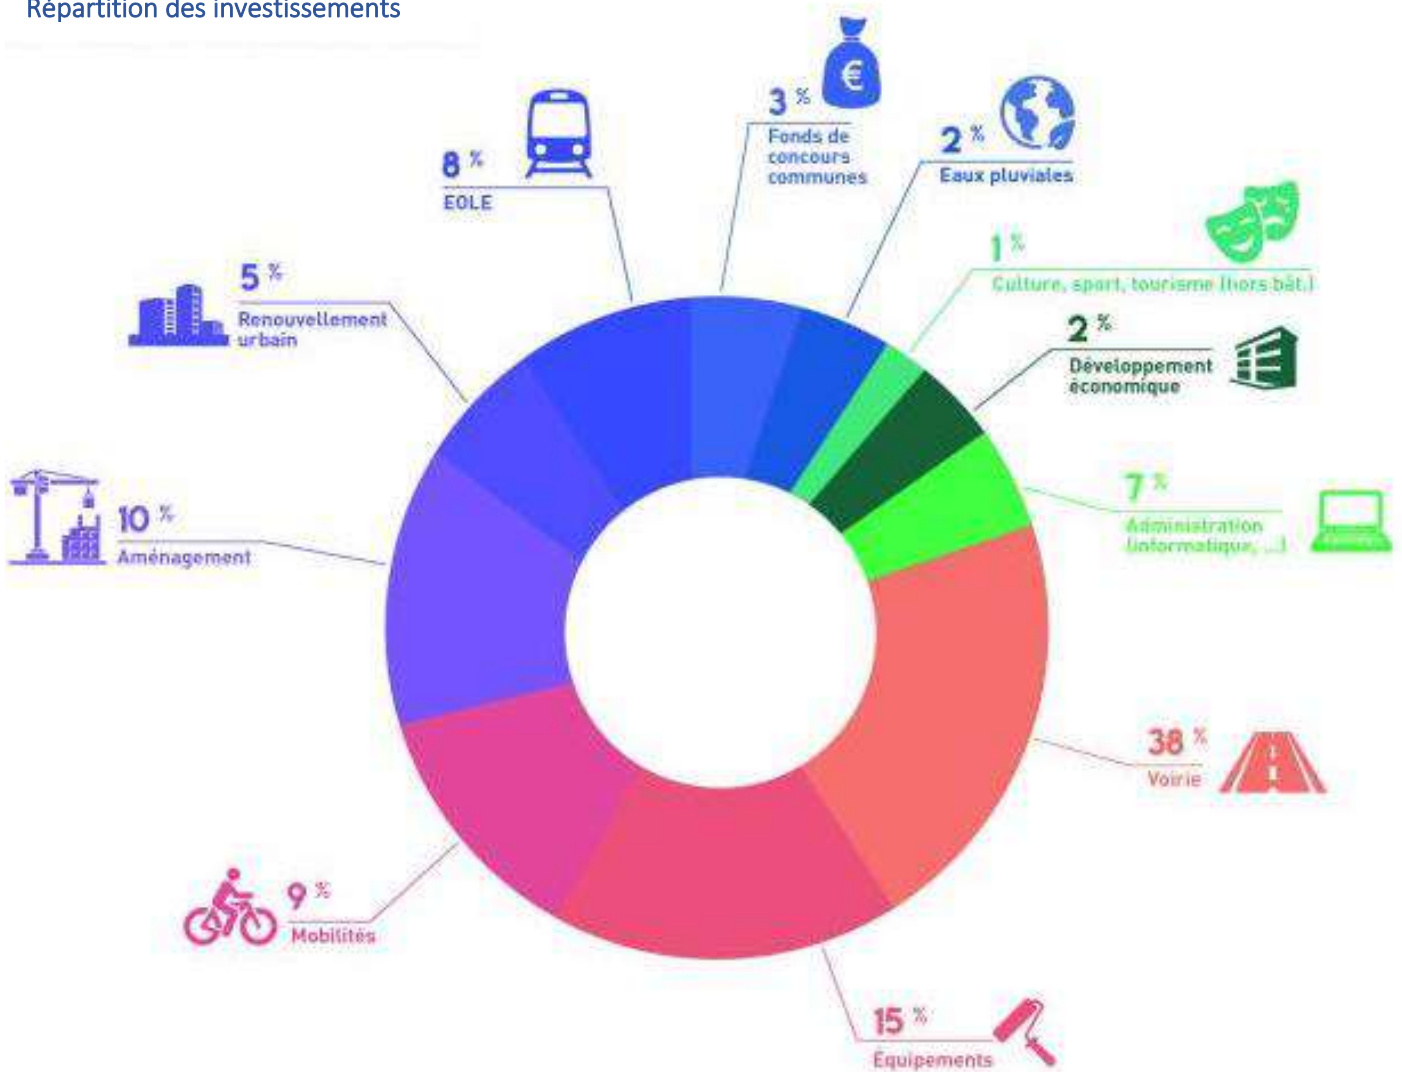 Répartition des investissements
3 %
Fonds de
concours
communes
2 %
Eaux pluviales
8 %
EOLE
1 %
Culture, sport, tourisme (hors bât.)
5 %
Renouvellement
urbain
2 %
Développement
économique
7 %
Administration
(informatique, ...)
10 %
Aménagement
38 %
Voirie
9 %
Mobilités
15 %
Équipements
€